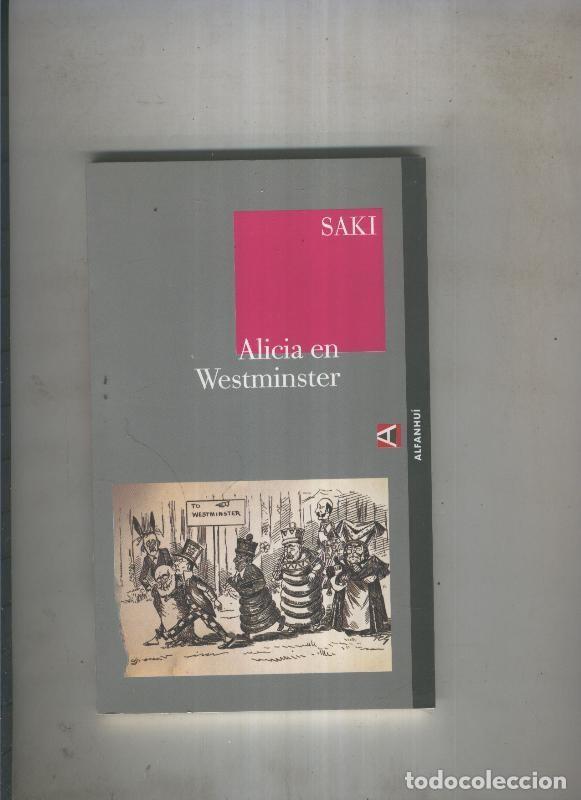 SAKI
Alicia en
Westminster
A
ALFANHUÍ
TO
WESTMINSTER
todocoleccion